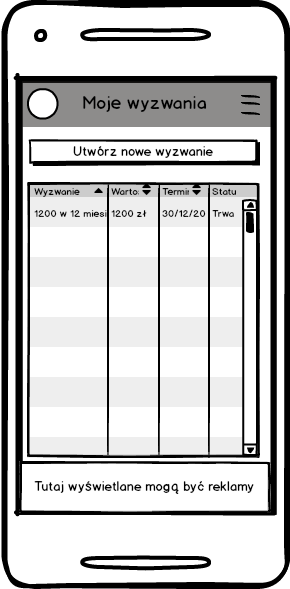 Moje wyzwania
Utwórz nowe wyzwanie
Wyzwanie Warto: Termin Statu
1200 w 12 miesi 1200 zł 30/12/20 Trwa
Tutaj wyświetlane mogą być reklamy